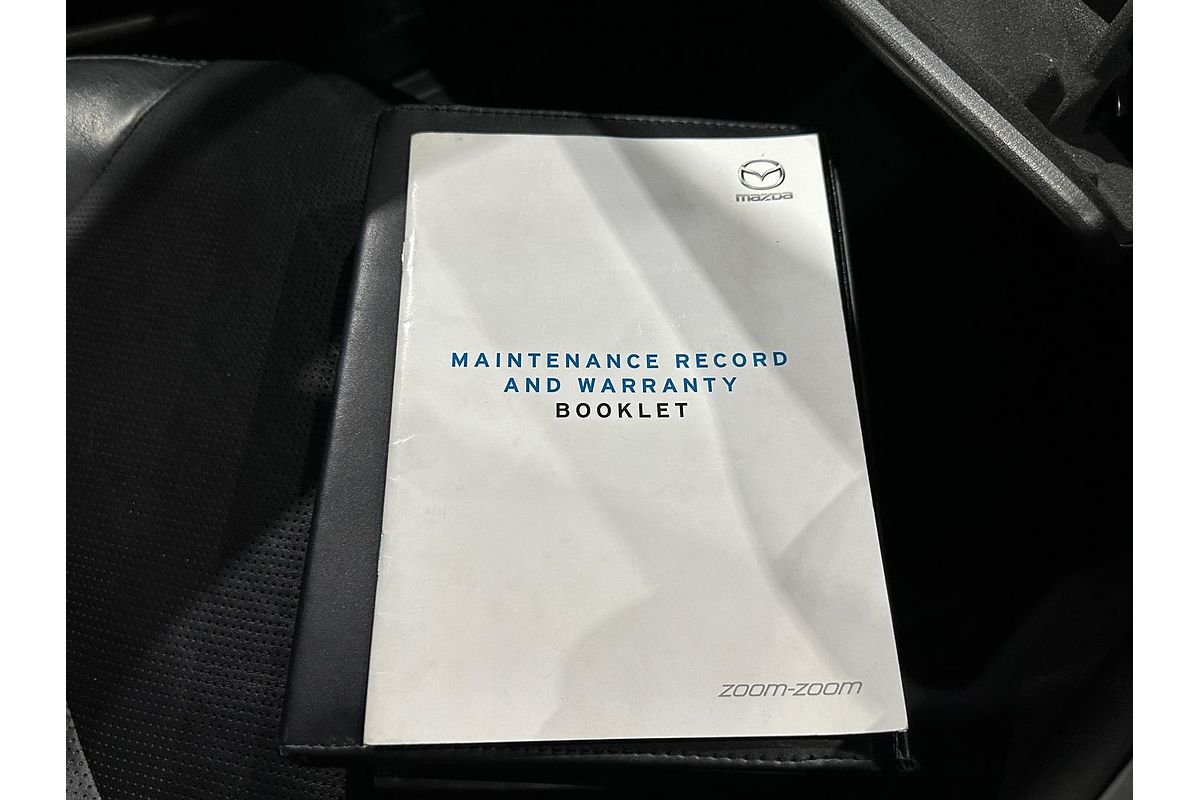 mazda
MAINTENANCE RECORD
AND WARRANTY
BOOKLET
zoom-zoom